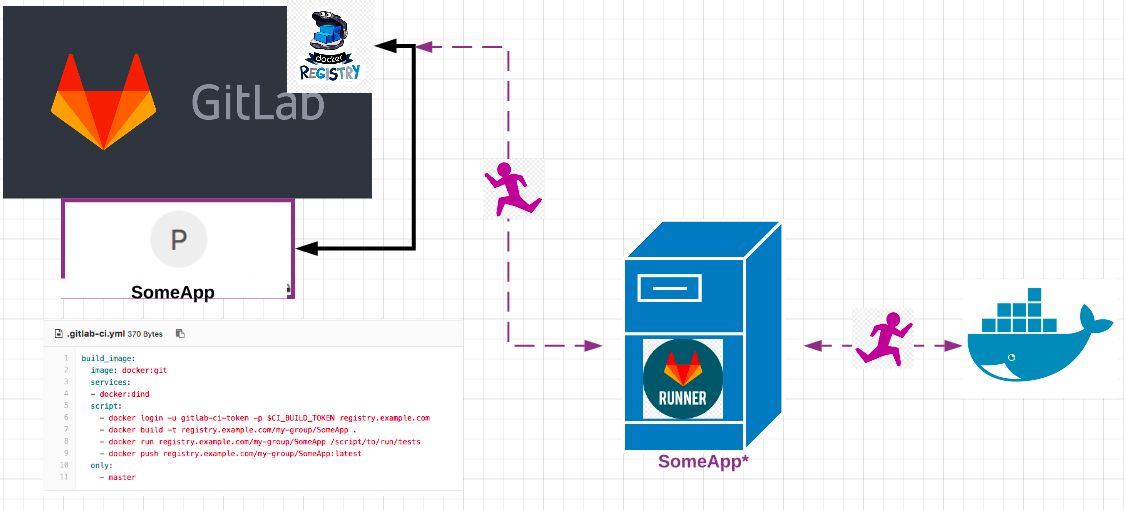 docker
REGISTRY
GitLab
P
SomeApp
.gitlab-ci.yml 370 Bytes
1 build_image:
2 image: docker:git
3 services:
4 - docker:dind
5 script:
6 - docker login -u gitlab-ci-token -p $CI_BUILD_TOKEN registry.example.com
7 - docker build -t registry.example.com/my-group/SomeApp .
8 - docker run registry.example.com/my-group/SomeApp /script/to/run/tests
9 - docker push registry.example.com/my-group/SomeApp:latest
10 only:
11 - master
RUNNER
SomeApp*